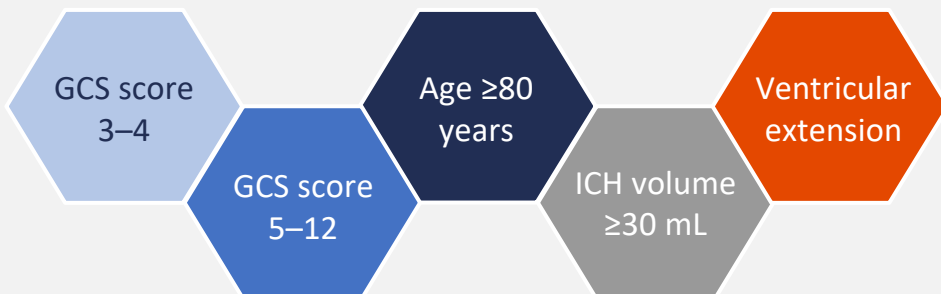 GCS score
3–4
GCS score
5–12
Age ≥80
years
ICH volume
≥30 mL
Ventricular
extension